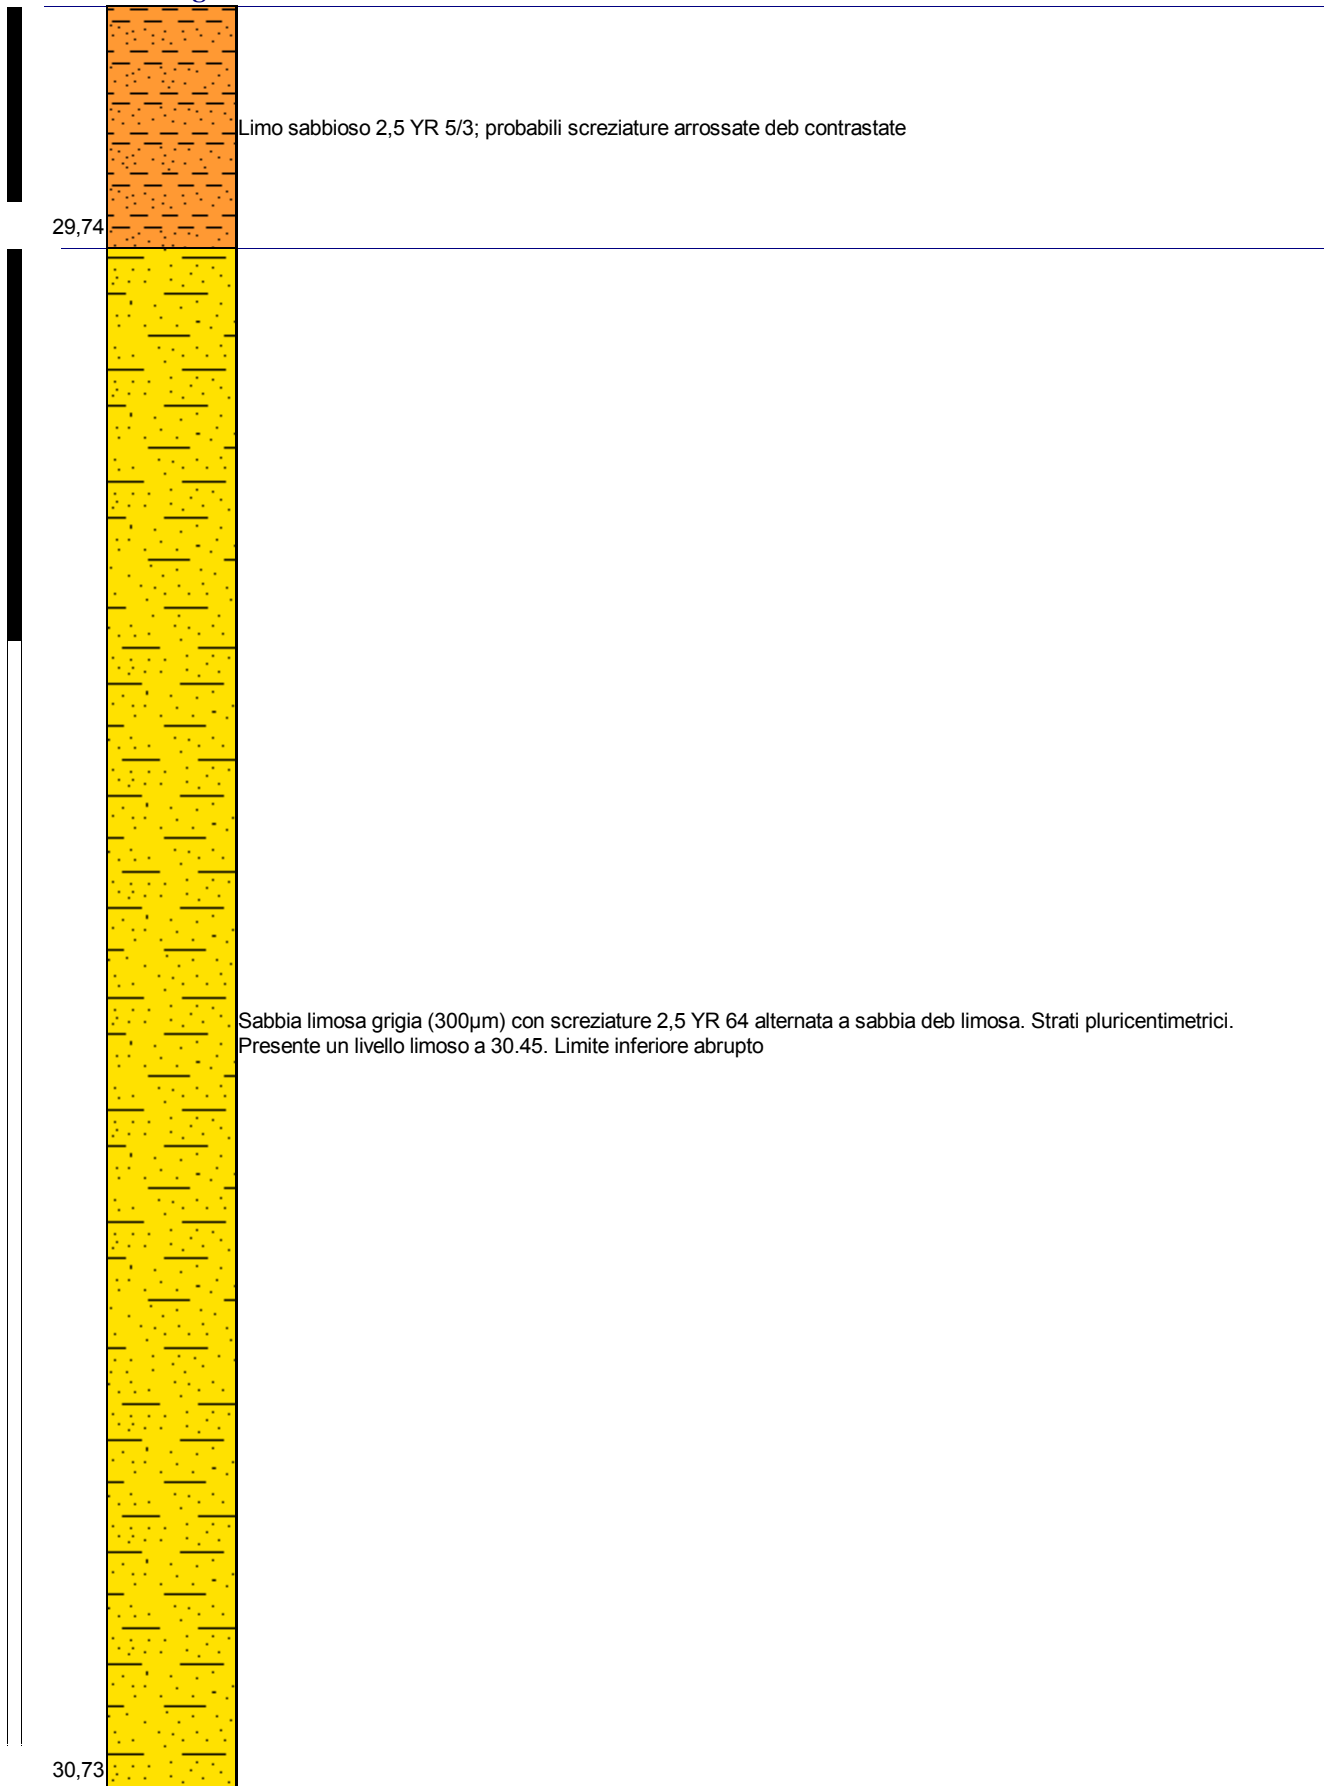 Limo sabbioso 2,5 YR 5/3; probabili screziature arrossate deb contrastate
29,74
Sabbia limosa grigia (300µm) con screziature 2,5 YR 64 alternata a sabbia deb limosa. Strati pluricentimetrici.
Presente un livello limoso a 30.45. Limite inferiore abrupto
30,73